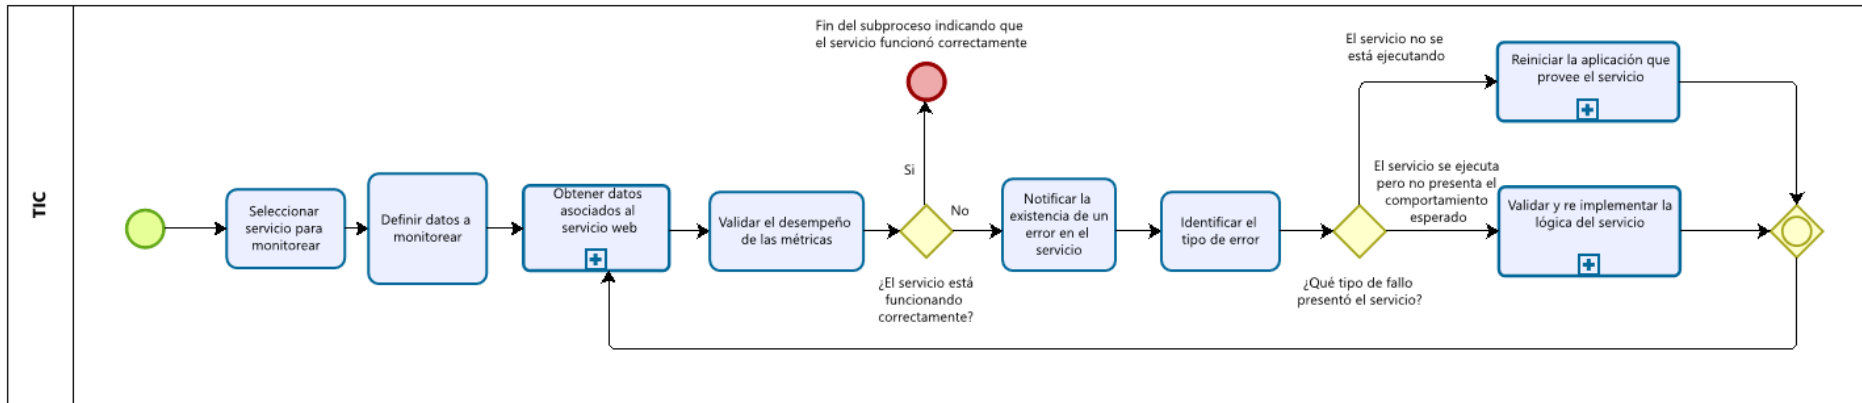 TIC
Seleccionar
servicio para
monitorear
Definir datos a
monitorear
Obtener datos
asociados al
servicio web
Validar el desempeño
de las métricas
Fin del subproceso indicando que
el servicio funcionó correctamente
Si
No
¿El servicio está
funcionando
correctamente?
Notificar la
existencia de un
error en el
servicio
Identificar el
tipo de error
¿Qué tipo de fallo
presentó el servicio?
El servicio no se
está ejecutando
Reiniciar la aplicación que
provee el servicio
El servicio se ejecuta
pero no presenta el
comportamiento
esperado
Validar y re implementar la
lógica del servicio